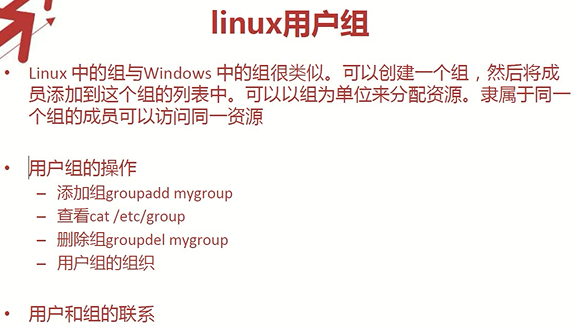 linux用户组
• Linux 中的组与Windows 中的组很类似。可以创建一个组，然后将成
员添加到这个组的列表中。可以以组为单位来分配资源。隶属于同一
个组的成员可以访问同一资源
• 用户组的操作
– 添加组groupadd mygroup
– 查看cat /etc/group
– 删除组groupdel mygroup
– 用户组的组织
• 用户和组的联系